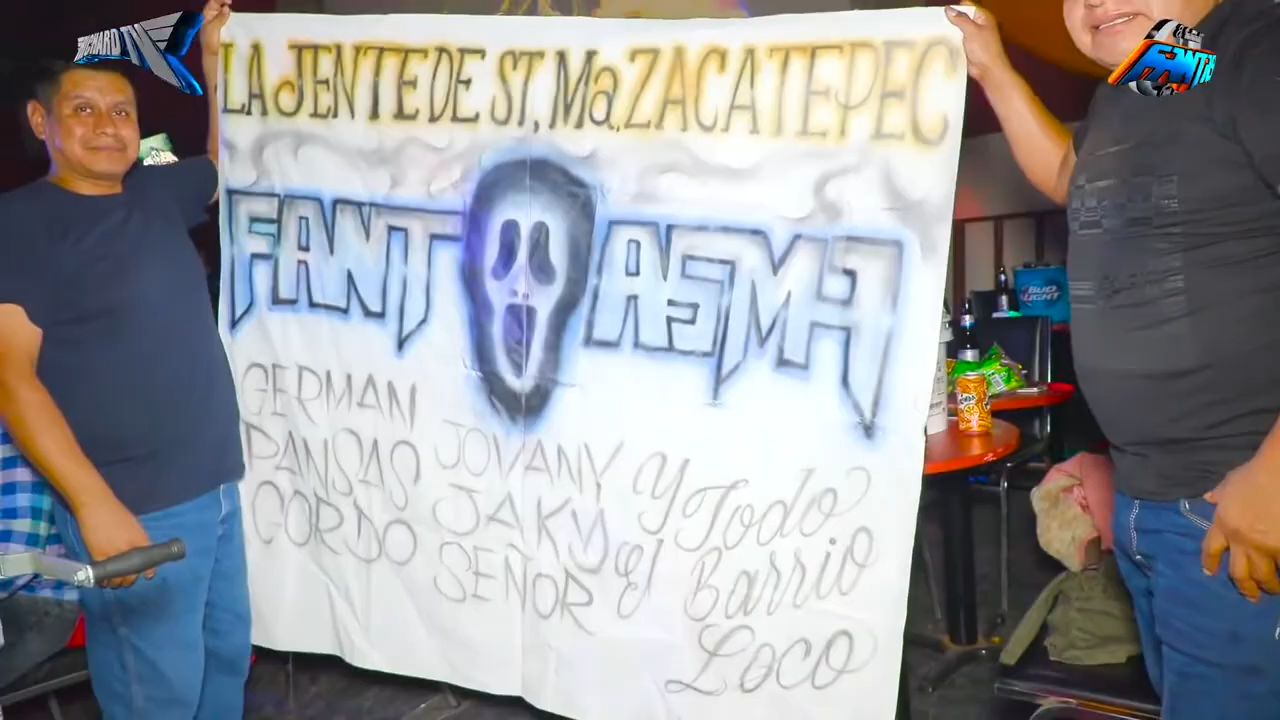 LA JENTE DE ST, Ma, ZACATEPEC
FANTASMA
GERMAN
PANSAS
GORDO
JOVANY
JAKY
SEÑOR
Y Todo
El Barrio
Loco
BUD
LIGHT